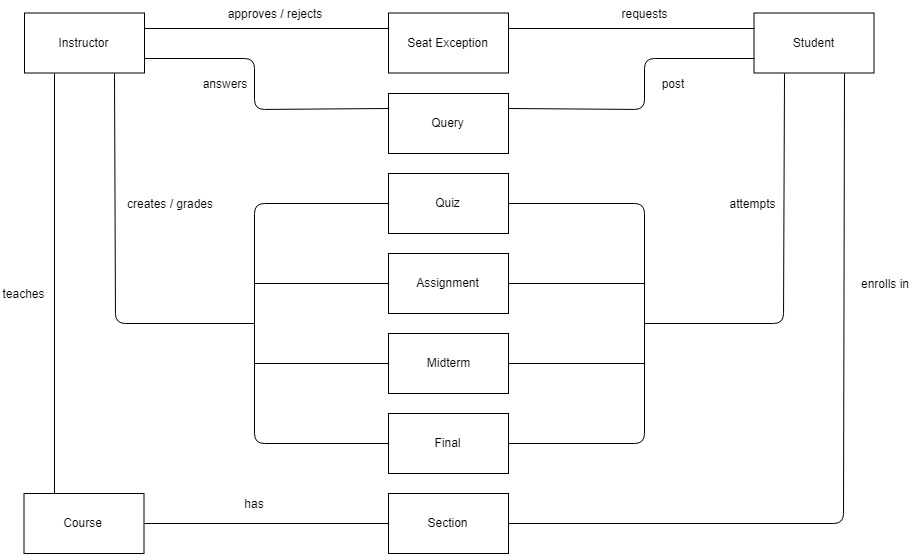 approves / rejects
requests
Instructor
Seat Exception
Student
answers
post
Query
creates / grades
Quiz
attempts
teaches
Assignment
enrolls in
Midterm
Final
has
Course
Section